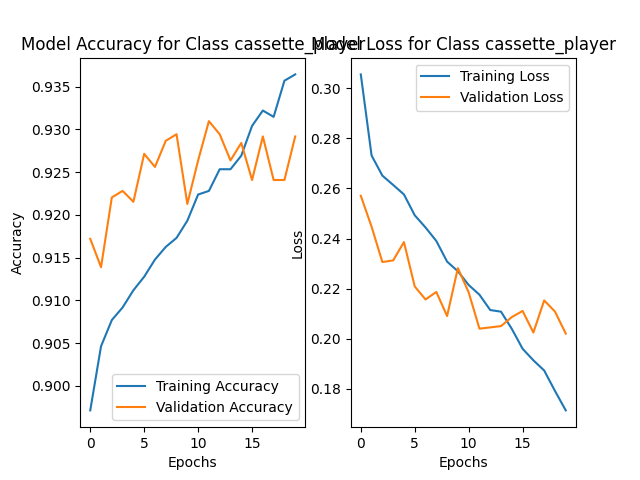 Model Accuracy for Class cassette_player
Model Loss for Class cassette_player
Accuracy
0.935
0.930
0.925
0.920
0.915
0.910
0.905
0.900
Training Accuracy
Validation Accuracy
0
5
10
15
Epochs
Loss
0.30
0.28
0.26
0.24
0.22
0.20
0.18
Training Loss
Validation Loss
0
5
10
15
Epochs